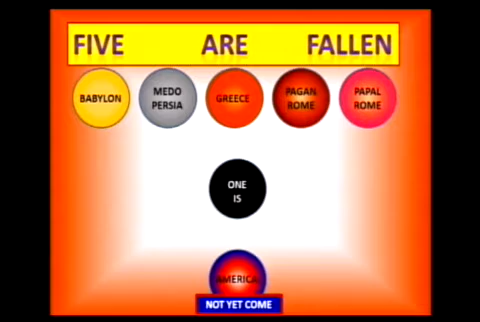 FIVE ARE FALLEN
BABYLON
MEDO
PERSIA
GREECE
PAGAN
ROME
PAPAL
ROME
ONE
IS
AMERICA
NOT YET COME